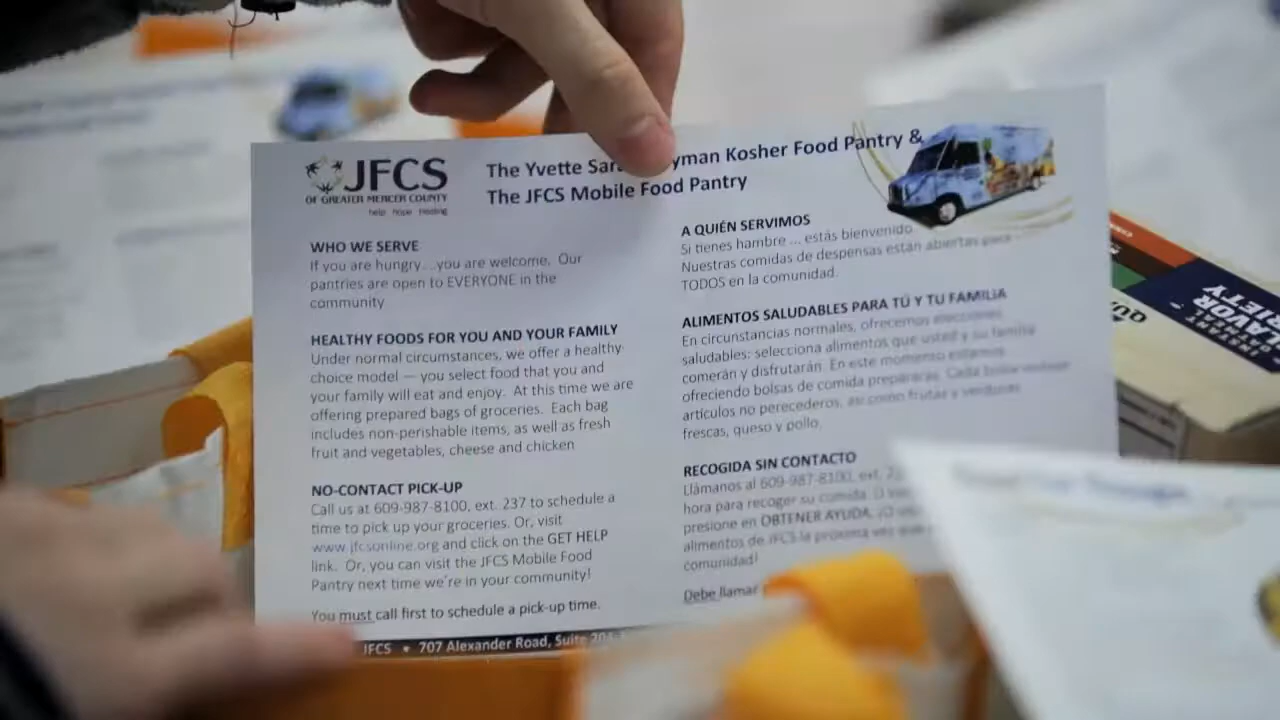 JFCS
OF GREATER MERCER COUNTY
help hope healing
The Yvette Sara yman Kosher Food Pantry &
The JFCS Mobile Food Pantry
WHO WE SERVE
If you are hungry...you are welcome. Our
pantries are open to EVERYONE in the
community
HEALTHY FOODS FOR YOU AND YOUR FAMILY
Under normal circumstances, we offer a healthy
choice model — you select food that you and
your family will eat and enjoy. At this time we are
offering prepared bags of groceries. Each bag
includes non-perishable items, as well as fresh
fruit and vegetables, cheese and chicken
NO-CONTACT PICK-UP
Call us at 609-987-8100, ext. 237 to schedule a
time to pick up your groceries. Or, visit
www.jfcsonline.org and click on the GET HELP
link. Or, you can visit the JFCS Mobile Food
Pantry next time we're in your community!
You must call first to schedule a pick-up time.
A QUIÉN SERVIMOS
Si tienes hambre ... estás bienvenido
Nuestras comidas de despensas están abiertas para
TODOS en la comunidad.
ALIMENTOS SALUDABLES PARA TÚ Y TU FAMILIA
En circunstancias normales, ofrecemos elecciones
saludables: selecciona alimentos que usted y su familia
comerán y disfrutarán. En este momento estamos
ofreciendo bolsas de comida preparadas. Cada bolsa
artículos no perecederos, así como frutas y verduras
frescas, queso y pollo.
RECOGIDA SIN CONTACTO
Llámanos al 609-987-8100, ext. 
hora para recoger su comida. O
presione en OBTENER AYUDA. ¡O
alimentos de JFCS la próxima vez que
comunidad!
Debe llamar
JFCS • 707 Alexander Road, Suite 204